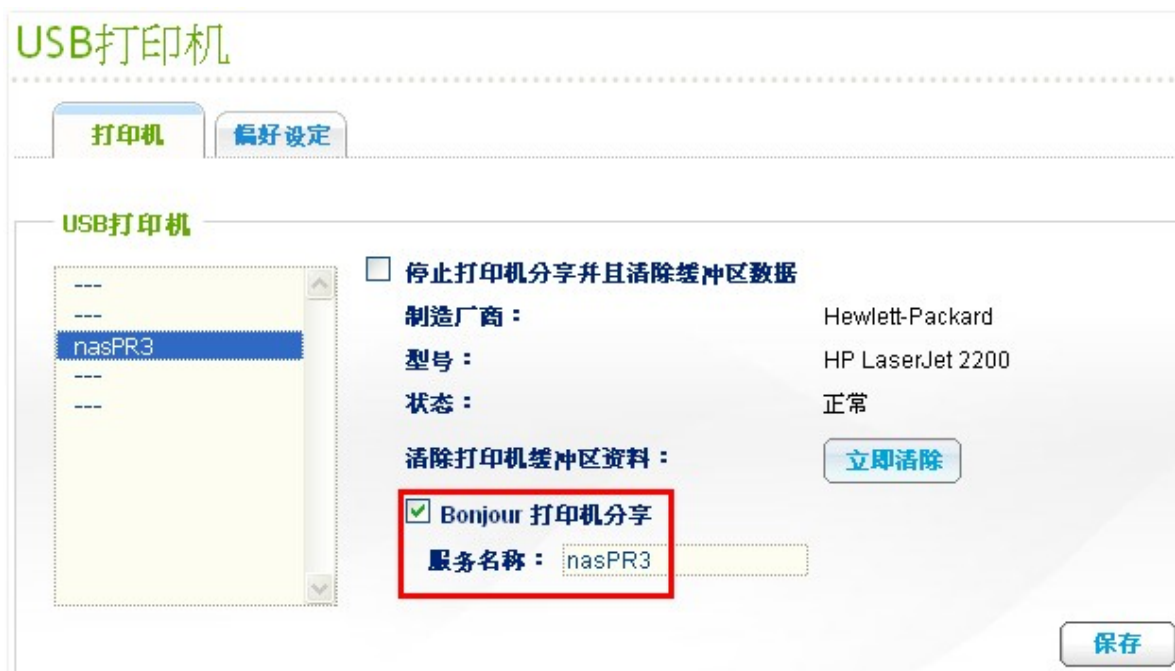 USB打印机
打印机 偏好设定
USB打印机
---
---
nasPR3
---
---
停止打印机分享并且清除缓冲区数据
制造厂商： Hewlett-Packard
型号： HP LaserJet 2200
状态： 正常
清除打印机缓冲区资料： 立即清除
Bonjour 打印机分享
服务名称： nasPR3
保存